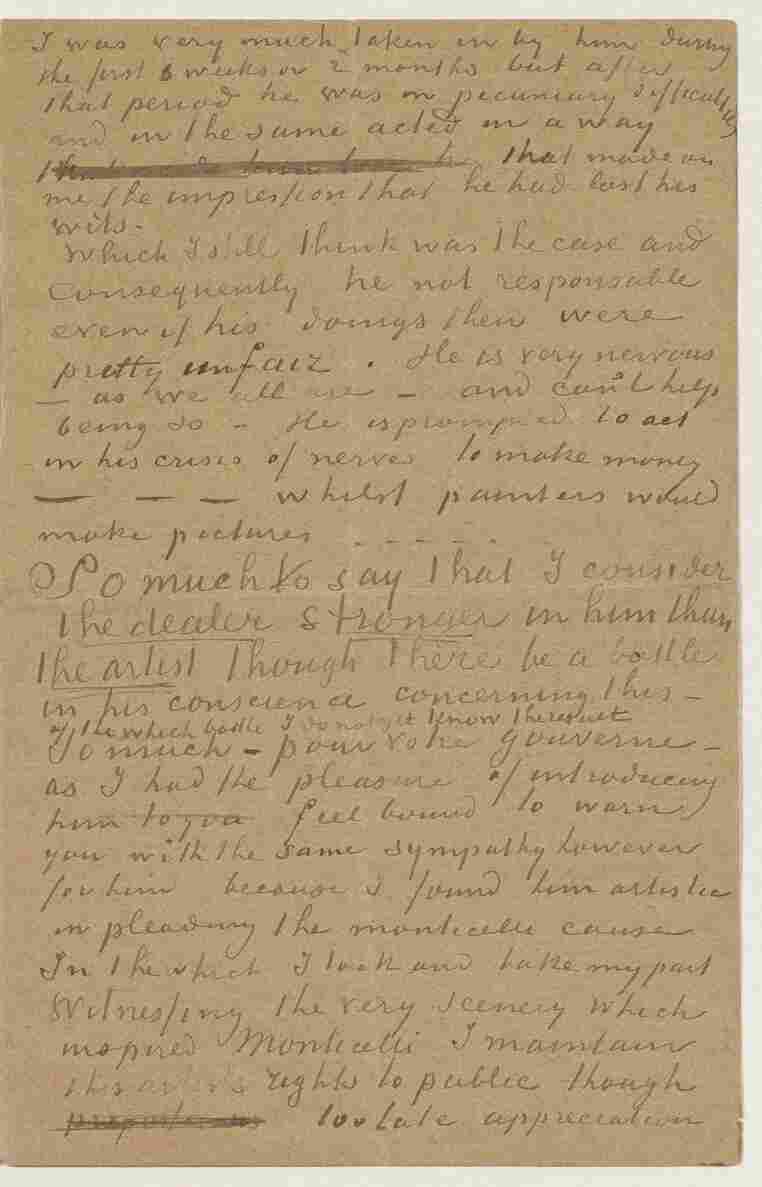 I was very much taken in by him during
the first 6 weeks or 2 months but after
that period he was in pecuniary difficulties
and in the same acted in a way
that made on
me the impression that he had lost his
wits.
Which I still think was the case and
consequently he not responsable
even if his doings then were
pretty unfair . He is very nervous
— as we all are — and can't help
being so – He is prompted to act
in his crisis of nerves to make money
— — — whilst painters would
make pictures . . . . . .
So much to say that I consider
the dealer stronger in him than
the artist though there be a battle
in his conscience concerning this –
of the which battle I do not yet know the result
So much – pour votre gouverne –
as I had the pleasure of introducing
him to you feel bound to warn
you with the same sympathy however
for him because I found him artistic
in pleading the monticelli cause
In the which I took and take my part
Witnessing the very scenery which
inspired Monticelli I maintain
this artist's rights to public though
too late appreciation